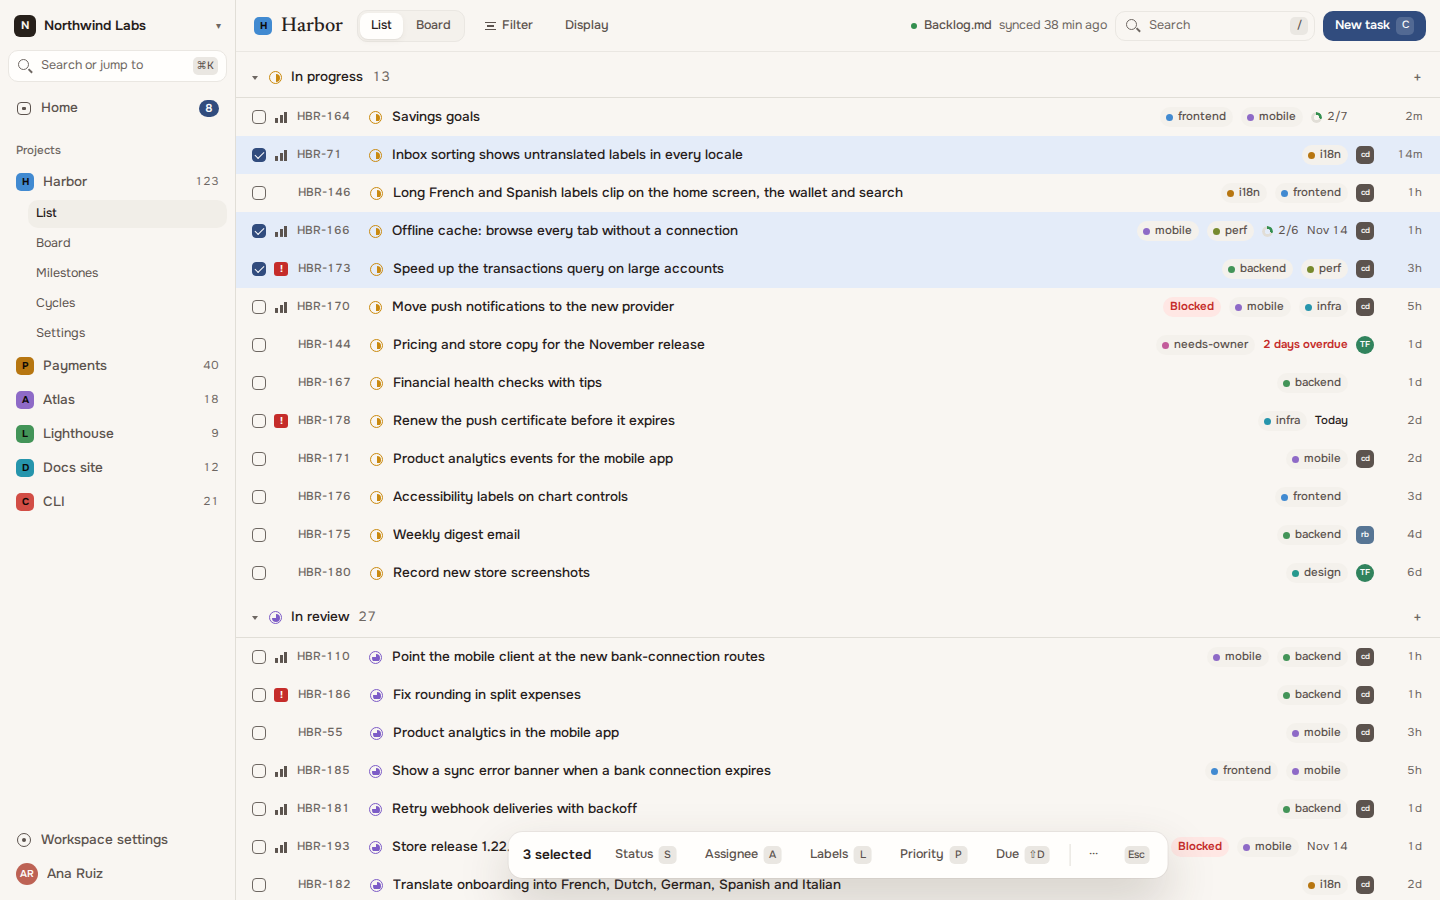 N Northwind Labs
Search or jump to ⌘K
Home 8
Projects
H Harbor 123
List
Board
Milestones
Cycles
Settings
P Payments 40
A Atlas 18
L Lighthouse 9
D Docs site 12
C CLI 21
Workspace settings
AR Ana Ruiz
H Harbor List Board Filter Display Backlog.md synced 38 min ago Search / New task C
In progress 13 +
HBR-164 Savings goals frontend mobile 2/7 2m
HBR-71 Inbox sorting shows untranslated labels in every locale i18n cd 14m
HBR-146 Long French and Spanish labels clip on the home screen, the wallet and search i18n frontend cd 1h
HBR-166 Offline cache: browse every tab without a connection mobile perf 2/6 Nov 14 cd 1h
! HBR-173 Speed up the transactions query on large accounts backend perf cd 3h
HBR-170 Move push notifications to the new provider Blocked mobile infra cd 5h
HBR-144 Pricing and store copy for the November release needs-owner 2 days overdue TF 1d
HBR-167 Financial health checks with tips backend 1d
! HBR-178 Renew the push certificate before it expires infra Today 2d
HBR-171 Product analytics events for the mobile app mobile cd 2d
HBR-176 Accessibility labels on chart controls frontend 3d
HBR-175 Weekly digest email backend rb 4d
HBR-180 Record new store screenshots design TF 6d
In review 27 +
HBR-110 Point the mobile client at the new bank-connection routes mobile backend cd 1h
! HBR-186 Fix rounding in split expenses backend cd 1h
HBR-55 Product analytics in the mobile app mobile cd 3h
HBR-185 Show a sync error banner when a bank connection expires frontend mobile 5h
HBR-181 Retry webhook deliveries with backoff backend cd 1d
HBR-193 Store release 1.22. Blocked mobile Nov 14 cd 1d
3 selected Status S Assignee A Labels L Priority P Due ⇧D ... Esc
HBR-182 Translate onboarding into French, Dutch, German, Spanish and Italian i18n cd 2d